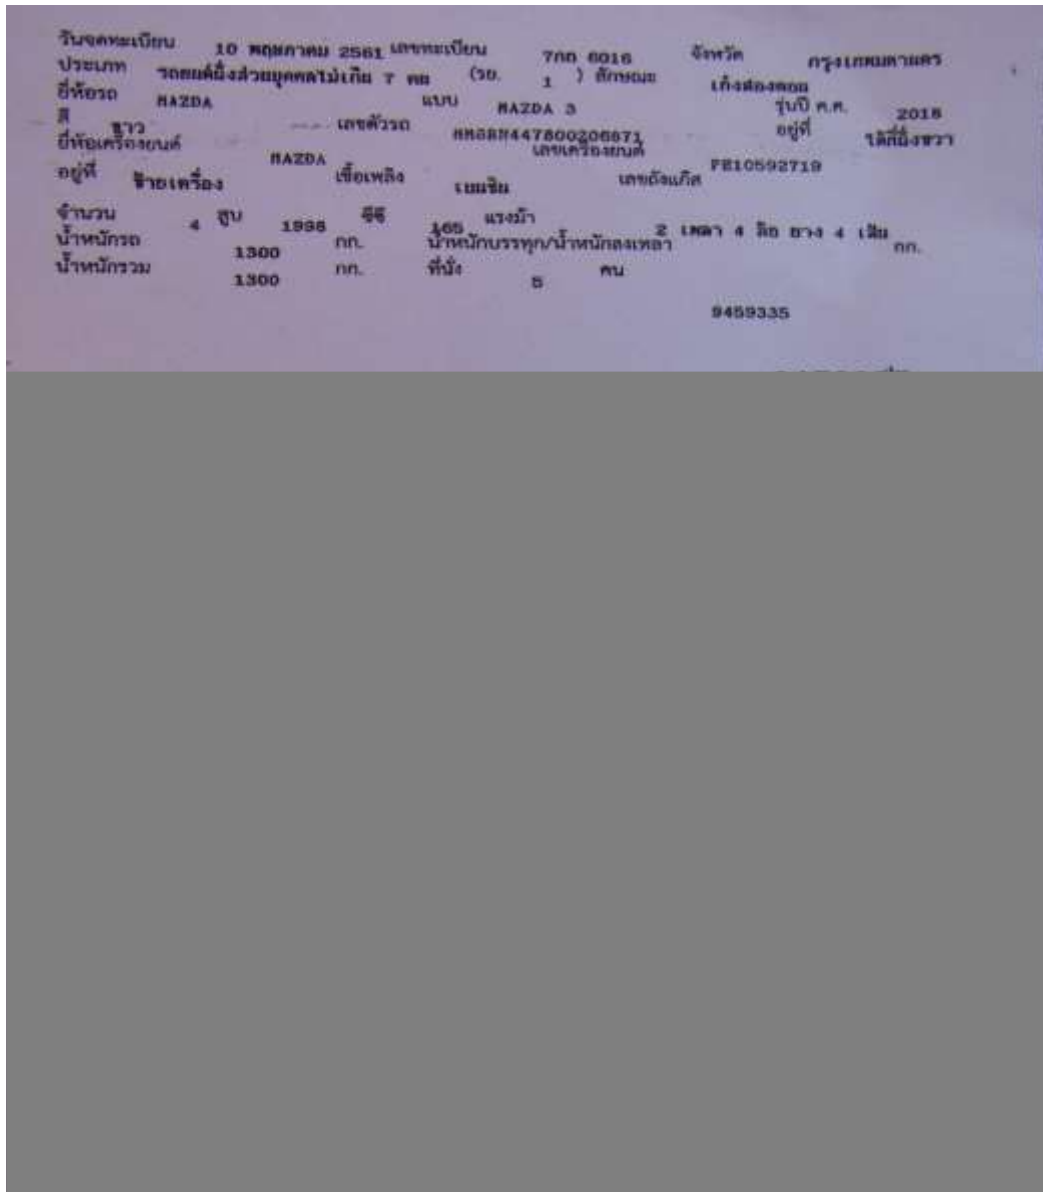 วันจดทะเบียน 10 พฤษภาคม 2561 เลขทะเบียน 7กก 6016 จังหวัด กรุงเทพมหานคร
ประเภท รถยนต์นั่งส่วนบุคคลไม่เกิน 7 คน (รย. 1 ) ลักษณะ เก๋งสองตอน
ยี่ห้อรถ MAZDA แบบ MAZDA 3 รุ่นปี ค.ศ. 2018
สี ขาว เลขตัวรถ อยู่ที่ ใต้ที่นั่งขวา
ยี่ห้อเครื่องยนต์ MAZDA เลขเครื่องยนต์ PE10592719
อยู่ที่ ซ้ายเครื่อง เชื้อเพลิง เบนซิน เลขถังแก๊ส
จำนวน 4 สูบ 1998 ซีซี 165 แรงม้า 2 เพลา 4 ล้อ ยาง 4 เส้น
น้ำหนักรถ 1300 กก. น้ำหนักบรรทุก/น้ำหนักลงเพลา กก.
น้ำหนักรวม 1300 กก. ที่นั่ง 5 คน
9459335